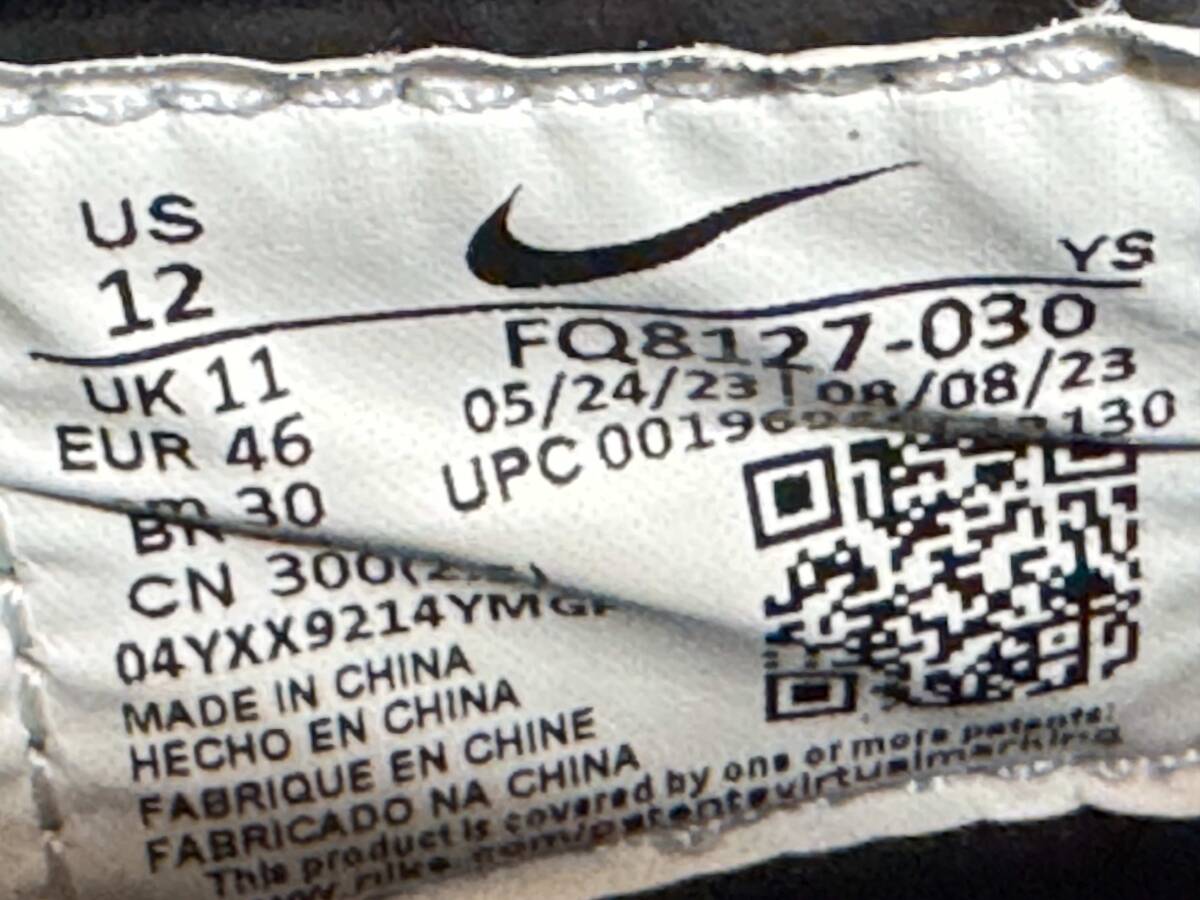 US
12
YS
UK 11
EUR 46
BR
30
CN 300
04YXX9214YMG
MADE IN CHINA
HECHO EN CHINA
FABRIQUE EN CHINE
FABRICADO NA CHINA
FQ8127-030
05/24/23 | 08/08/23
UPC
This product is covered by one or more patents: